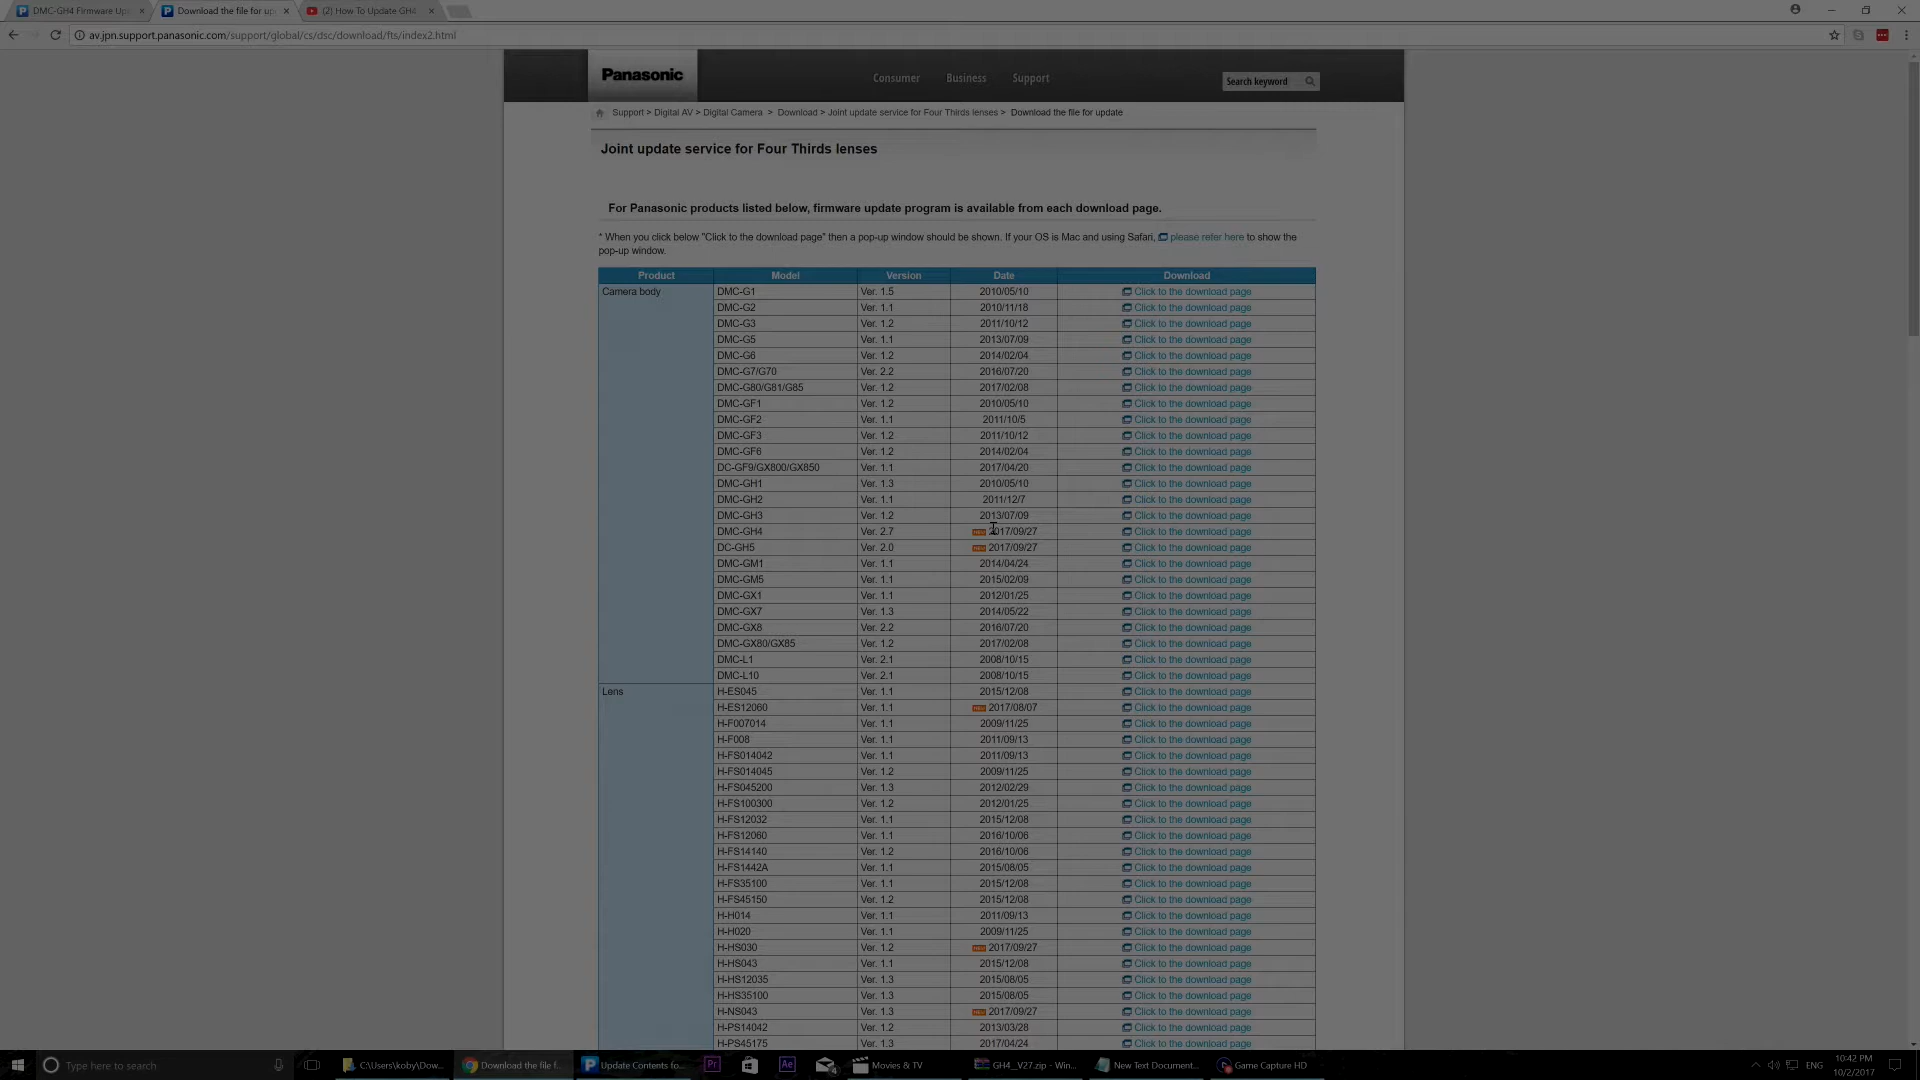 DMC-GH4 Firmware Up
Download the file for up
(2) How To Update GH4
av.jpn.support.panasonic.com/support/global/cs/dsc/download/fts/index2.html
Panasonic
Consumer Business Support
Search keyword
Support > Digital AV > Digital Camera > Download > Joint update service for Four Thirds lenses > Download the file for update
Joint update service for Four Thirds lenses
For Panasonic products listed below, firmware update program is available from each download page.
* When you click below "Click to the download page" then a pop-up window should be shown. If your OS is Mac and using Safari, please refer here to show the
pop-up window.
Product Model Version Date Download
Camera body DMC-G1 Ver. 1.5 2010/05/10 Click to the download page
DMC-G2 Ver. 1.1 2010/11/18 Click to the download page
DMC-G3 Ver. 1.2 2011/10/12 Click to the download page
DMC-G5 Ver. 1.1 2013/07/09 Click to the download page
DMC-G6 Ver. 1.2 2014/02/04 Click to the download page
DMC-G7/G70 Ver. 2.2 2016/07/20 Click to the download page
DMC-G80/G81/G85 Ver. 1.2 2017/02/08 Click to the download page
DMC-GF1 Ver. 1.2 2010/05/10 Click to the download page
DMC-GF2 Ver. 1.1 2011/10/5 Click to the download page
DMC-GF3 Ver. 1.2 2011/10/12 Click to the download page
DMC-GF6 Ver. 1.2 2014/02/04 Click to the download page
DC-GF9/GX800/GX850 Ver. 1.1 2017/04/20 Click to the download page
DMC-GH1 Ver. 1.3 2010/05/10 Click to the download page
DMC-GH2 Ver. 1.1 2011/12/7 Click to the download page
DMC-GH3 Ver. 1.2 2013/07/09 Click to the download page
DMC-GH4 Ver. 2.7 NEW 2017/09/27 Click to the download page
DC-GH5 Ver. 2.0 NEW 2017/09/27 Click to the download page
DMC-GM1 Ver. 1.1 2014/04/24 Click to the download page
DMC-GM5 Ver. 1.1 2015/02/09 Click to the download page
DMC-GX1 Ver. 1.1 2012/01/25 Click to the download page
DMC-GX7 Ver. 1.3 2014/05/22 Click to the download page
DMC-GX8 Ver. 2.2 2016/07/20 Click to the download page
DMC-GX80/GX85 Ver. 1.2 2017/02/08 Click to the download page
DMC-L1 Ver. 2.1 2008/10/15 Click to the download page
DMC-L10 Ver. 2.1 2008/10/15 Click to the download page
Lens H-ES045 Ver. 1.1 2015/12/08 Click to the download page
H-ES12060 Ver. 1.1 NEW 2017/08/07 Click to the download page
H-F007014 Ver. 1.1 2009/11/25 Click to the download page
H-F008 Ver. 1.1 2011/09/13 Click to the download page
H-FS014042 Ver. 1.1 2011/09/13 Click to the download page
H-FS014045 Ver. 1.2 2009/11/25 Click to the download page
H-FS045200 Ver. 1.3 2012/02/29 Click to the download page
H-FS100300 Ver. 1.2 2012/01/25 Click to the download page
H-FS12032 Ver. 1.1 2015/12/08 Click to the download page
H-FS12060 Ver. 1.1 2016/10/06 Click to the download page
H-FS14140 Ver. 1.2 2016/10/06 Click to the download page
H-FS1442A Ver. 1.1 2015/08/05 Click to the download page
H-FS35100 Ver. 1.1 2015/12/08 Click to the download page
H-FS45150 Ver. 1.2 2015/12/08 Click to the download page
H-H014 Ver. 1.1 2011/09/13 Click to the download page
H-H020 Ver. 1.1 2009/11/25 Click to the download page
H-HS030 Ver. 1.2 NEW 2017/09/27 Click to the download page
H-HS043 Ver. 1.1 2015/12/08 Click to the download page
H-HS12035 Ver. 1.3 2015/08/05 Click to the download page
H-HS35100 Ver. 1.3 2015/08/05 Click to the download page
H-NS043 Ver. 1.3 NEW 2017/09/27 Click to the download page
H-PS14042 Ver. 1.2 2013/03/28 Click to the download page
H-PS45175 Ver. 1.3 2017/04/24 Click to the download page
Type here to search
C:\Users\koby\Dow...
Download the file f...
Update Contents fo...
Pr
Ae
Movies & TV
GH4__V27.zip - Win...
New Text Document...
Game Capture HD
ENG
10:42 PM
10/2/2017